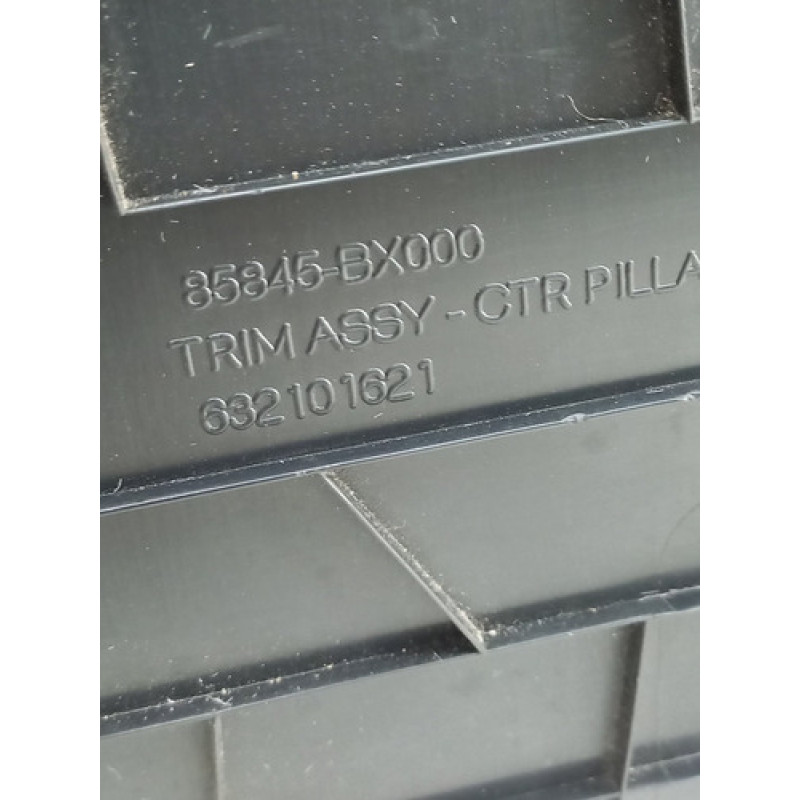 85845-BX000
TRIM ASSY - CTR PILLA
632101621